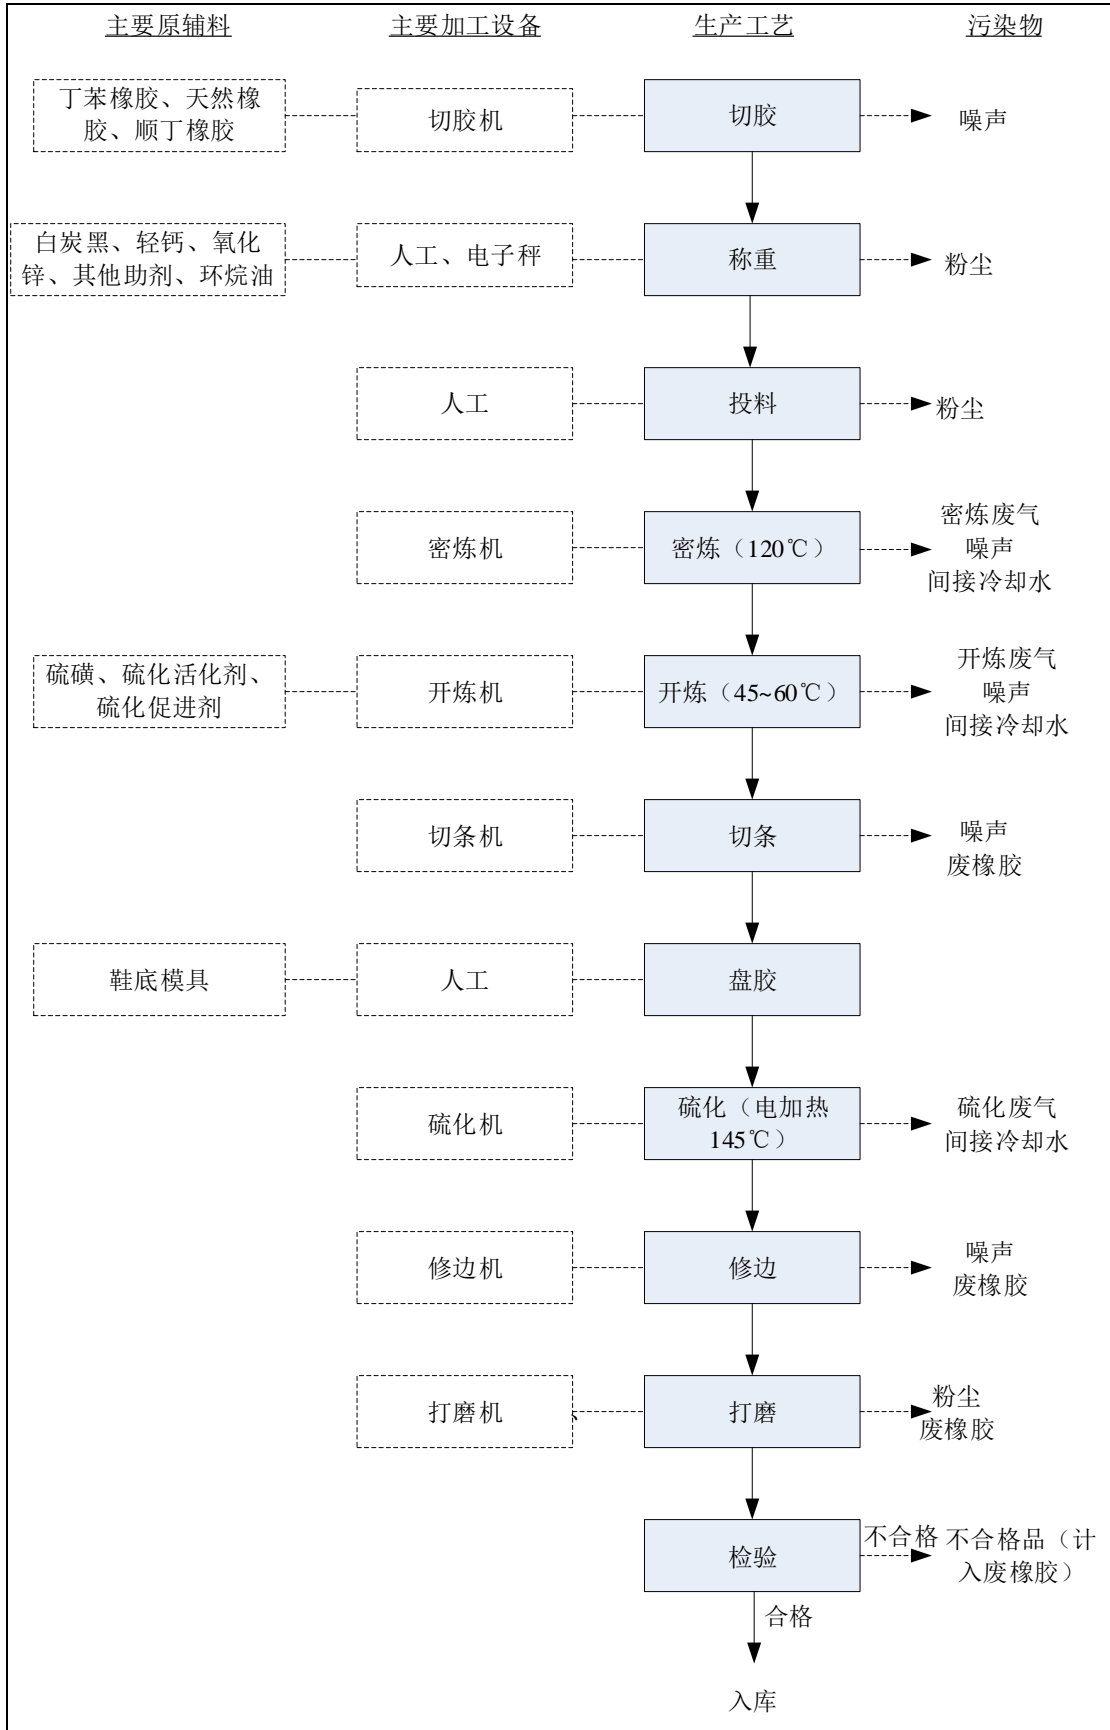 主要原辅料
主要加工设备
生产工艺
污染物
丁苯橡胶、天然橡
胶、顺丁橡胶
切胶机
切胶
噪声
白炭黑、轻钙、氧化
锌、其他助剂、环烷油
人工、电子秤
称重
粉尘
人工
投料
粉尘
密炼机
密炼（120℃）
密炼废气
噪声
间接冷却水
硫磺、硫化活化剂、
硫化促进剂
开炼机
开炼（45~60℃）
开炼废气
噪声
间接冷却水
切条机
切条
噪声
废橡胶
鞋底模具
人工
盘胶
硫化机
硫化（电加热
145℃）
硫化废气
间接冷却水
修边机
修边
噪声
废橡胶
打磨机
、
打磨
粉尘
废橡胶
检验
不合格
不合格品（计
入废橡胶）
合格
入库